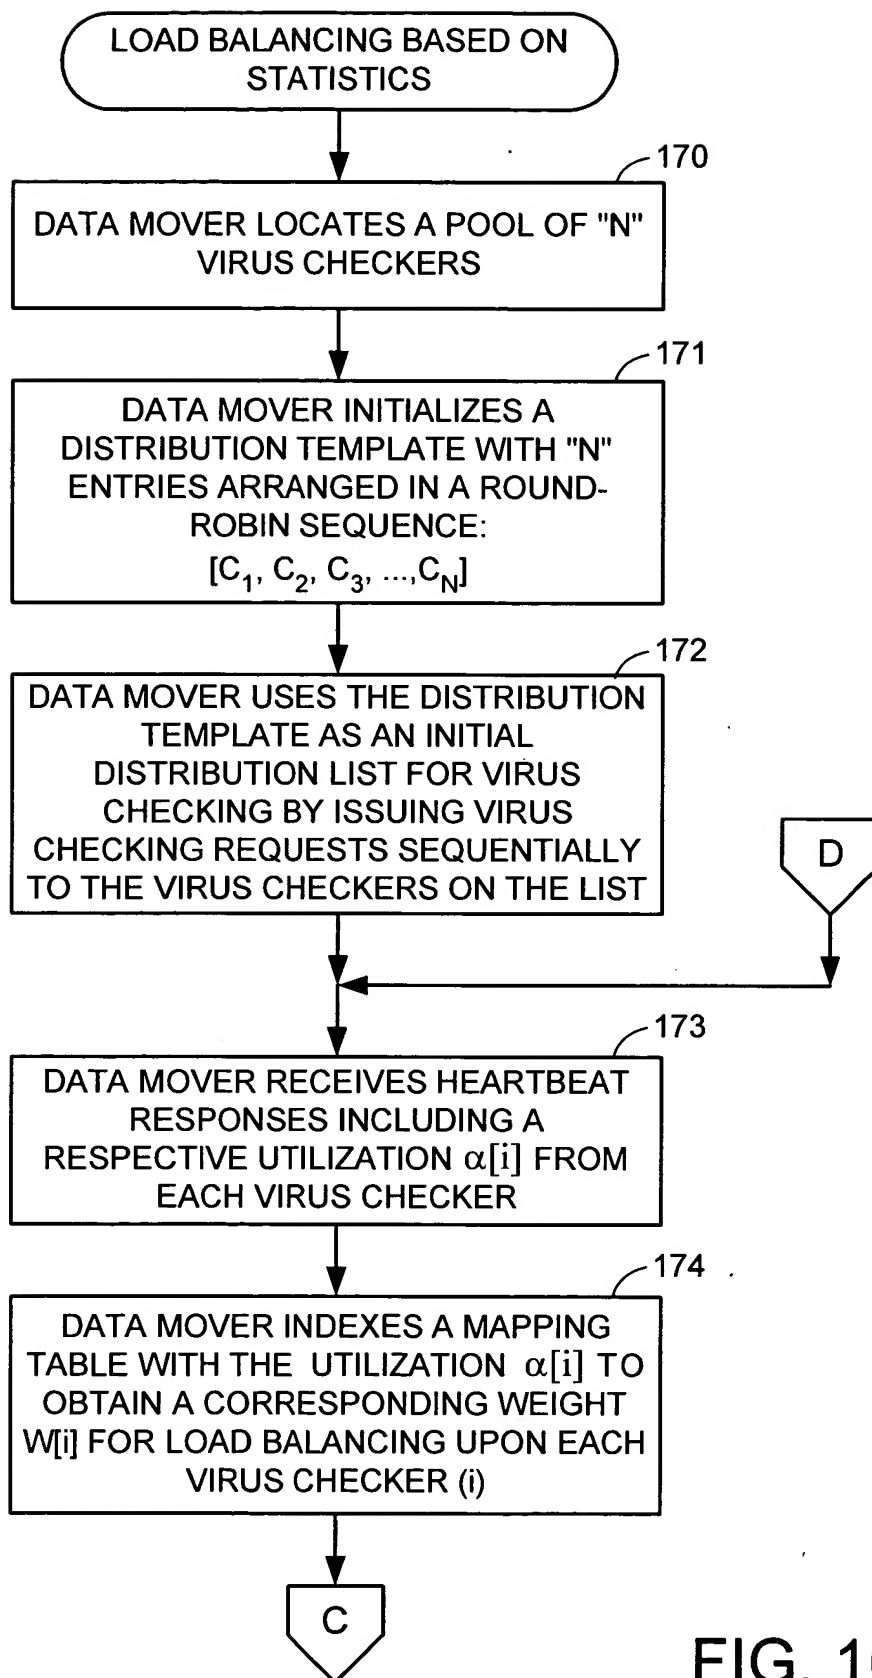 LOAD BALANCING BASED ON
STATISTICS
170
DATA MOVER LOCATES A POOL OF "N"
VIRUS CHECKERS
171
DATA MOVER INITIALIZES A
DISTRIBUTION TEMPLATE WITH "N"
ENTRIES ARRANGED IN A ROUND-
ROBIN SEQUENCE:
[C₁, C₂, C₃, ...,C_N]
172
DATA MOVER USES THE DISTRIBUTION
TEMPLATE AS AN INITIAL
DISTRIBUTION LIST FOR VIRUS
CHECKING BY ISSUING VIRUS
CHECKING REQUESTS SEQUENTIALLY
TO THE VIRUS CHECKERS ON THE LIST
D
173
DATA MOVER RECEIVES HEARTBEAT
RESPONSES INCLUDING A
RESPECTIVE UTILIZATION α[i] FROM
EACH VIRUS CHECKER
174
DATA MOVER INDEXES A MAPPING
TABLE WITH THE UTILIZATION α[i] TO
OBTAIN A CORRESPONDING WEIGHT
W[i] FOR LOAD BALANCING UPON EACH
VIRUS CHECKER (i)
C
FIG.